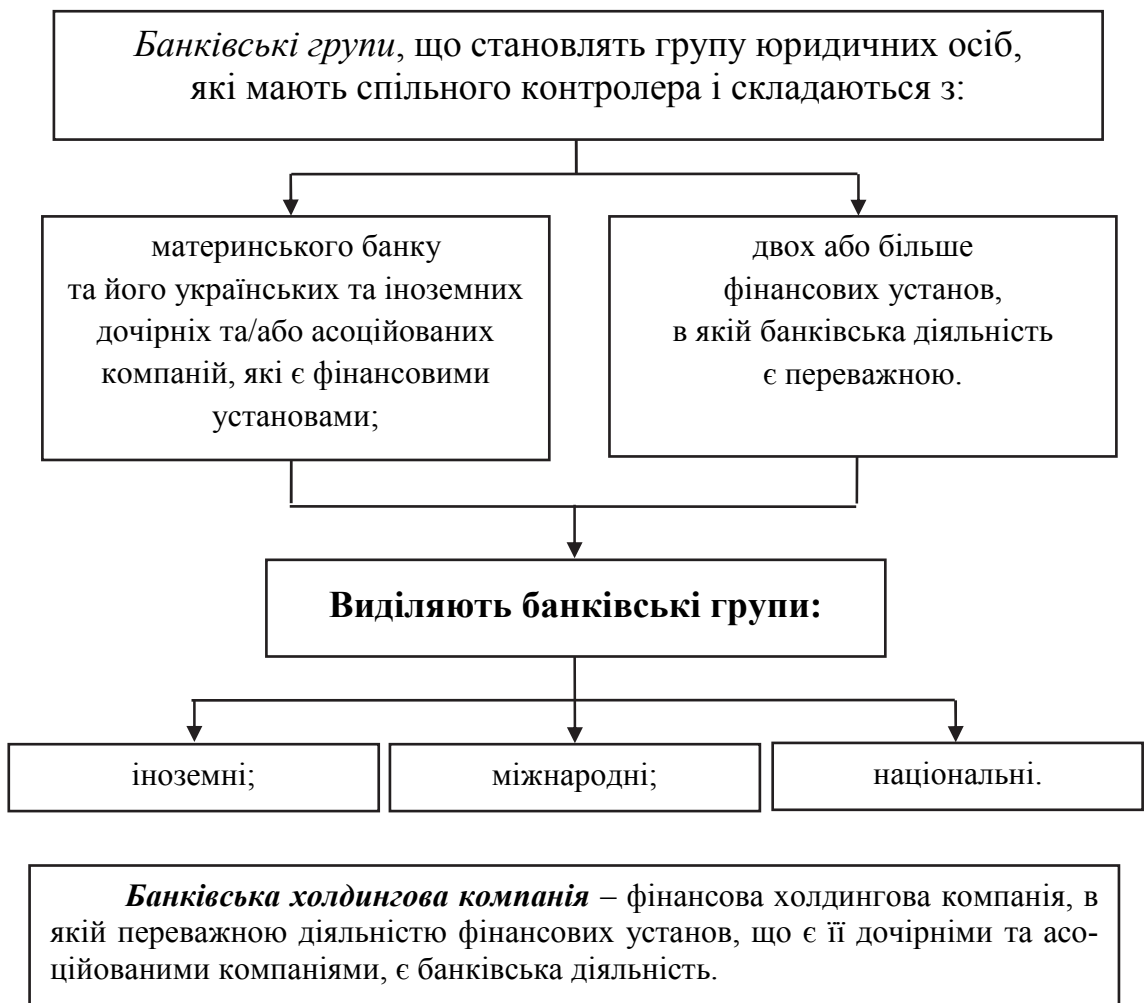 Банківські групи, що становлять групу юридичних осіб,
які мають спільного контролера і складаються з:
материнського банку
та його українських та іноземних
дочірніх та/або асоційованих
компаній, які є фінансовими
установами;
двох або більше
фінансових установ,
в якій банківська діяльність
є переважною.
Виділяють банківські групи:
іноземні;
міжнародні;
національні.
Банківська холдингова компанія – фінансова холдингова компанія, в
якій переважною діяльністю фінансових установ, що є її дочірніми та асо-
ційованими компаніями, є банківська діяльність.